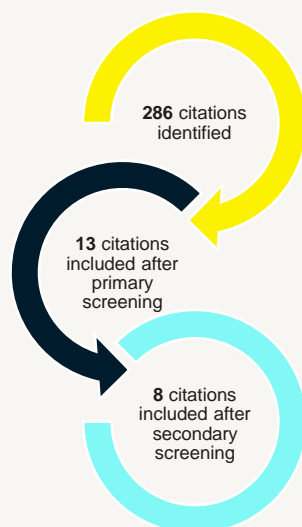 286 citations
identified
13 citations
included after
primary
screening
8 citations
included after
secondary
screening